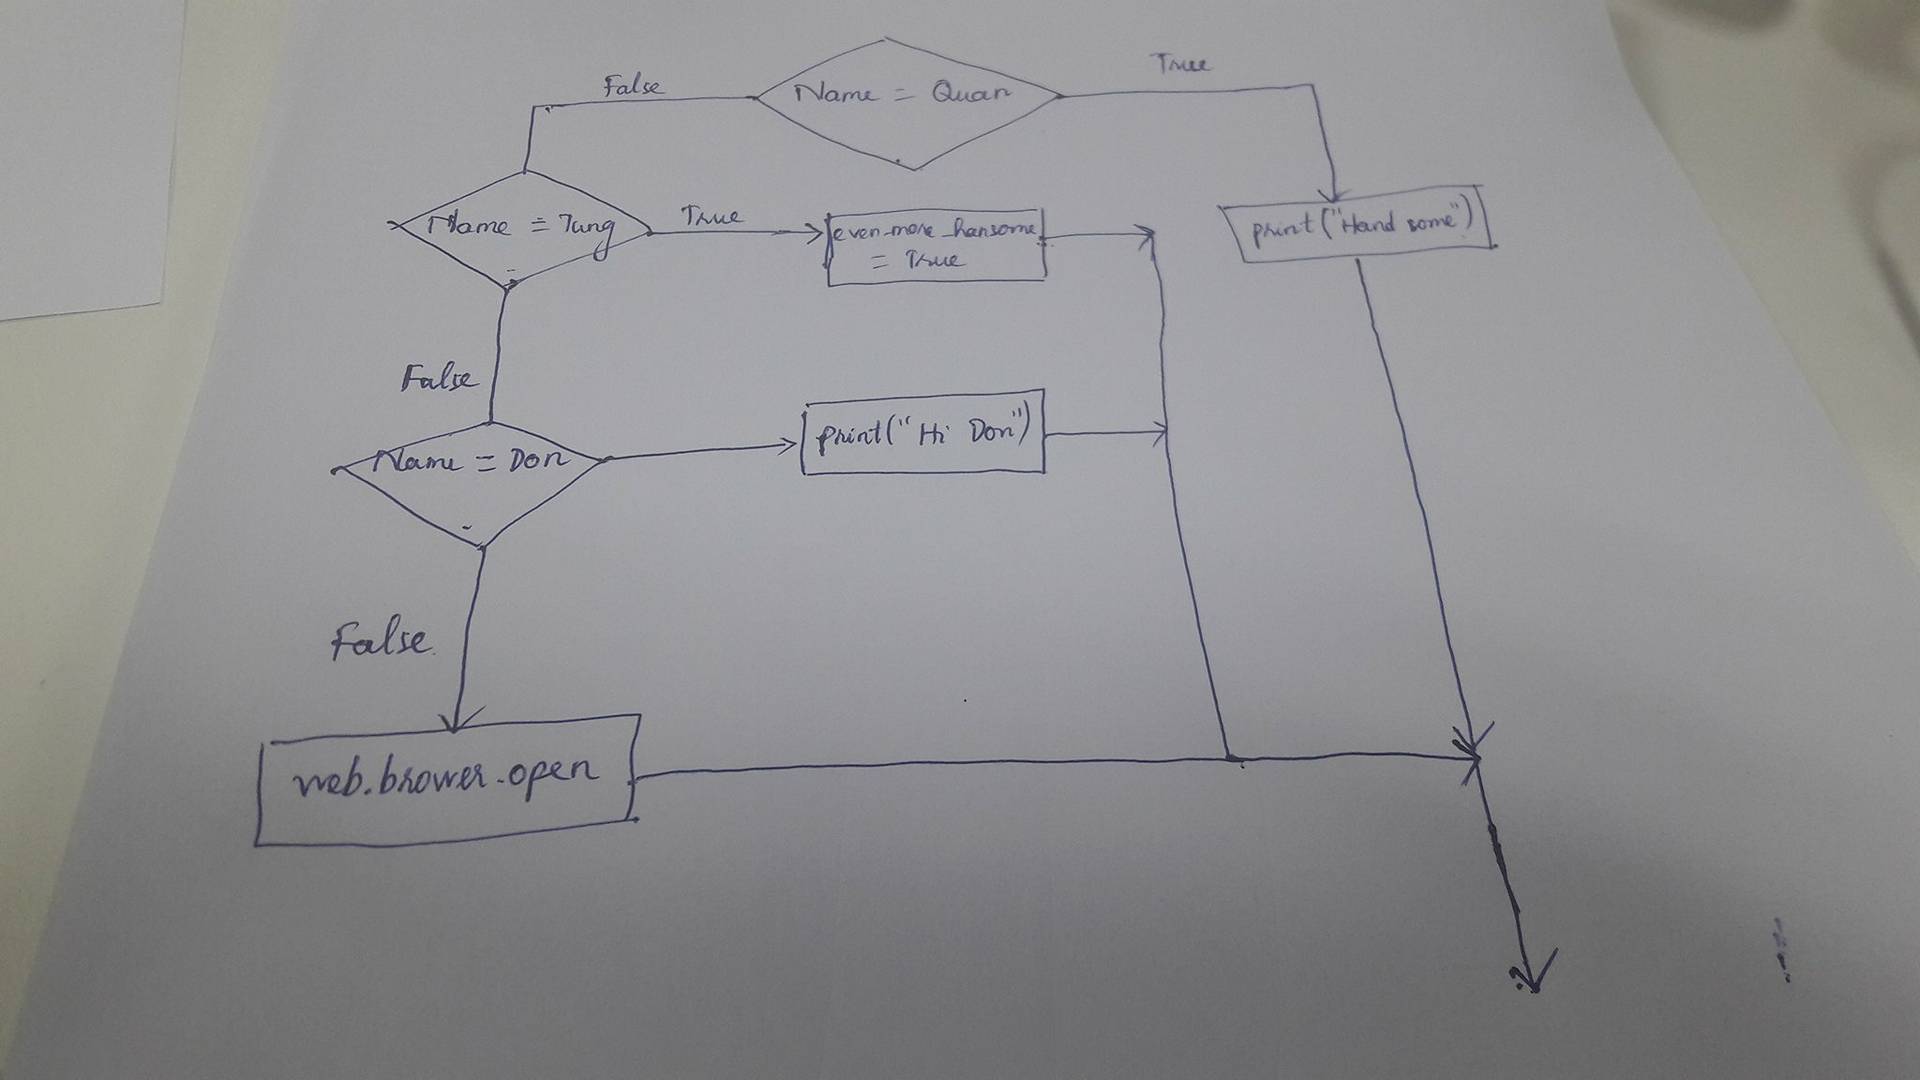 False
Name = Quan
True
Name = Tung
True
even_more_hansome
= True
print("Hand some")
False
Name = Don
print("Hi Don")
False.
web.brower.open